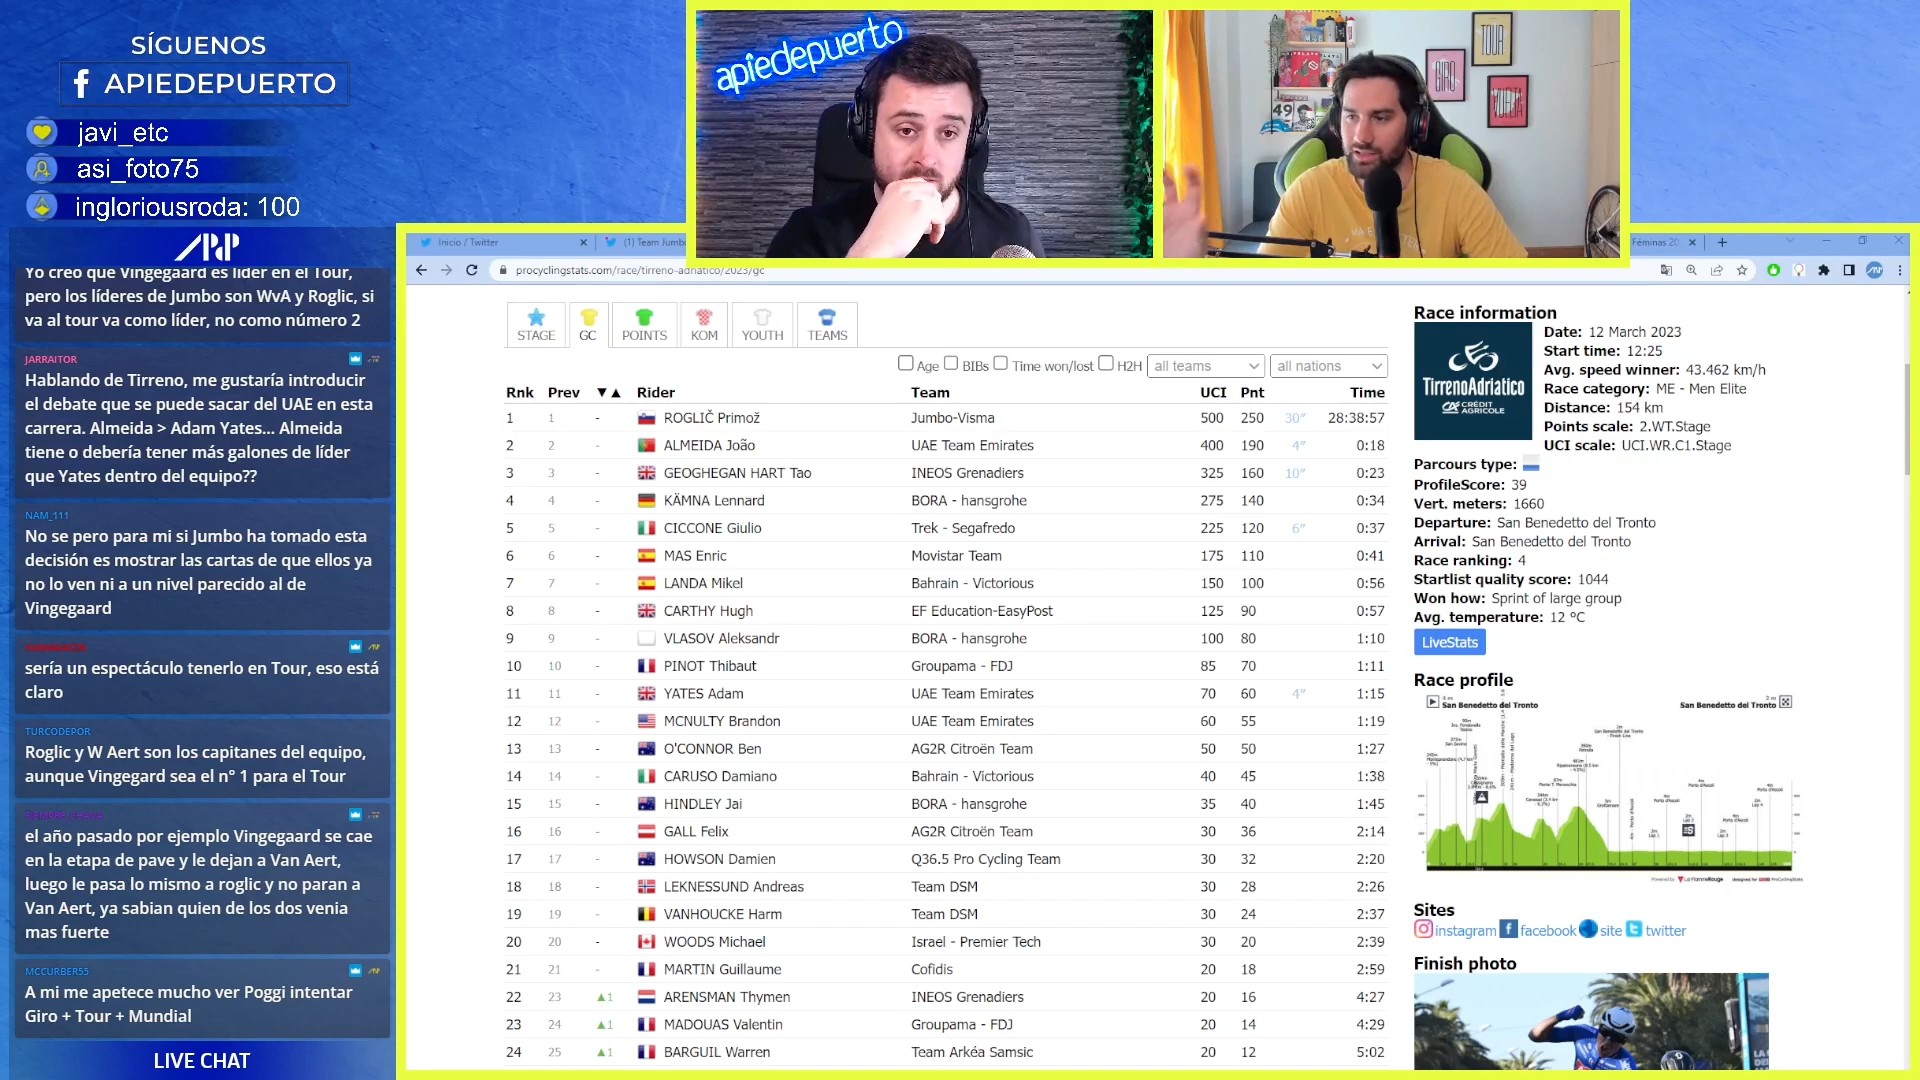 SÍGUENOS
APIEDEPUERTO
javi_etc
asi_foto75
ingloriousroda: 100
Yo creo que Vingegaard es líder en el Tour,
pero los líderes de Jumbo son WvA y Roglic, si
va al tour va como líder, no como número 2
JARRAITOR
Hablando de Tirreno, me gustaría introducir
el debate que se puede sacar del UAE en esta
carrera. Almeida > Adam Yates... Almeida
tiene o debería tener más galones de líder
que Yates dentro del equipo??
NAM_111
No se pero para mi si Jumbo ha tomado esta
decisión es mostrar las cartas de que ellos ya
no lo ven ni a un nivel parecido al de
Vingegaard
sería un espectáculo tenerlo en Tour, eso está
claro
TURCODEPOR
Roglic y W Aert son los capitanes del equipo,
aunque Vingegard sea el n° 1 para el Tour
el año pasado por ejemplo Vingegaard se cae
en la etapa de pave y le dejan a Van Aert,
luego le pasa lo mismo a roglic y no paran a
Van Aert, ya sabian quien de los dos venia
mas fuerte
MCCURBER55
A mi me apetece mucho ver Poggi intentar
Giro + Tour + Mundial
LIVE CHAT
apiedepuerto
TOUR
GIRO
VUELTA
49
Inicio / Twitter
(1) Team Jumb
Féminas 20
procyclingstats.com/race/tirreno-adriatico/2023/gc
STAGE GC POINTS KOM YOUTH TEAMS
Age BIBs Time won/lost H2H all teams all nations
Rnk Prev ▼▲ Rider Team UCI Pnt Time
1 1 - ROGLIČ Primož Jumbo-Visma 500 250 30″ 28:38:57
2 2 - ALMEIDA João UAE Team Emirates 400 190 4″ 0:18
3 3 - GEOGHEGAN HART Tao INEOS Grenadiers 325 160 10″ 0:23
4 4 - KÄMNA Lennard BORA - hansgrohe 275 140 0:34
5 5 - CICCONE Giulio Trek - Segafredo 225 120 6″ 0:37
6 6 - MAS Enric Movistar Team 175 110 0:41
7 7 - LANDA Mikel Bahrain - Victorious 150 100 0:56
8 8 - CARTHY Hugh EF Education-EasyPost 125 90 0:57
9 9 - VLASOV Aleksandr BORA - hansgrohe 100 80 1:10
10 10 - PINOT Thibaut Groupama - FDJ 85 70 1:11
11 11 - YATES Adam UAE Team Emirates 70 60 4″ 1:15
12 12 - MCNULTY Brandon UAE Team Emirates 60 55 1:19
13 13 - O'CONNOR Ben AG2R Citroën Team 50 50 1:27
14 14 - CARUSO Damiano Bahrain - Victorious 40 45 1:38
15 15 - HINDLEY Jai BORA - hansgrohe 35 40 1:45
16 16 - GALL Felix AG2R Citroën Team 30 36 2:14
17 17 - HOWSON Damien Q36.5 Pro Cycling Team 30 32 2:20
18 18 - LEKNESSUND Andreas Team DSM 30 28 2:26
19 19 - VANHOUCKE Harm Team DSM 30 24 2:37
20 20 - WOODS Michael Israel - Premier Tech 30 20 2:39
21 21 - MARTIN Guillaume Cofidis 20 18 2:59
22 23 ▲1 ARENSMAN Thymen INEOS Grenadiers 20 16 4:27
23 24 ▲1 MADOUAS Valentin Groupama - FDJ 20 14 4:29
24 25 ▲1 BARGUIL Warren Team Arkéa Samsic 20 12 5:02
Race information
TirrenoAdriatico
CRÉDIT AGRICOLE
Date: 12 March 2023
Start time: 12:25
Avg. speed winner: 43.462 km/h
Race category: ME - Men Elite
Distance: 154 km
Points scale: 2.WT.Stage
UCI scale: UCI.WR.C1.Stage
Parcours type:
ProfileScore: 39
Vert. meters: 1660
Departure: San Benedetto del Tronto
Arrival: San Benedetto del Tronto
Race ranking: 4
Startlist quality score: 1044
Won how: Sprint of large group
Avg. temperature: 12 °C
LiveStats
Race profile
San Benedetto del Tronto
San Benedetto del Tronto
Sites
instagram facebook site twitter
Finish photo